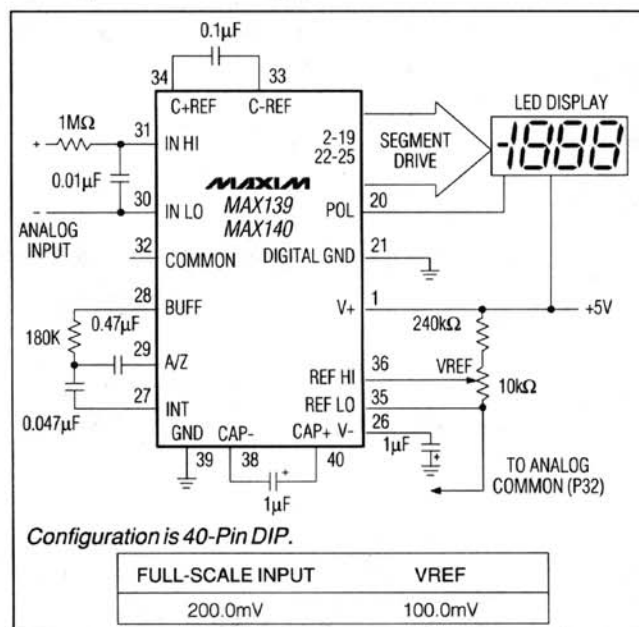 0.1µF
34
33
C+REF
C-REF
LED DISPLAY
1MΩ
31
IN HI
2-19
22-25
SEGMENT
DRIVE
-1888
+
0.01µF
MAXIM
MAX139
MAX140
30
IN LO
POL
20
–
ANALOG
INPUT
32
COMMON
DIGITAL GND
21
28
BUFF
V+
1
+5V
180K
0.47µF
240kΩ
29
A/Z
36
VREF
REF HI
10kΩ
27
INT
REF LO
35
0.047µF
GND
CAP-
CAP+
V-
26
1µF
+
39
38
40
+
1µF
TO ANALOG
COMMON (P32)
Configuration is 40-Pin DIP.
FULL-SCALE INPUT VREF
200.0mV 100.0mV